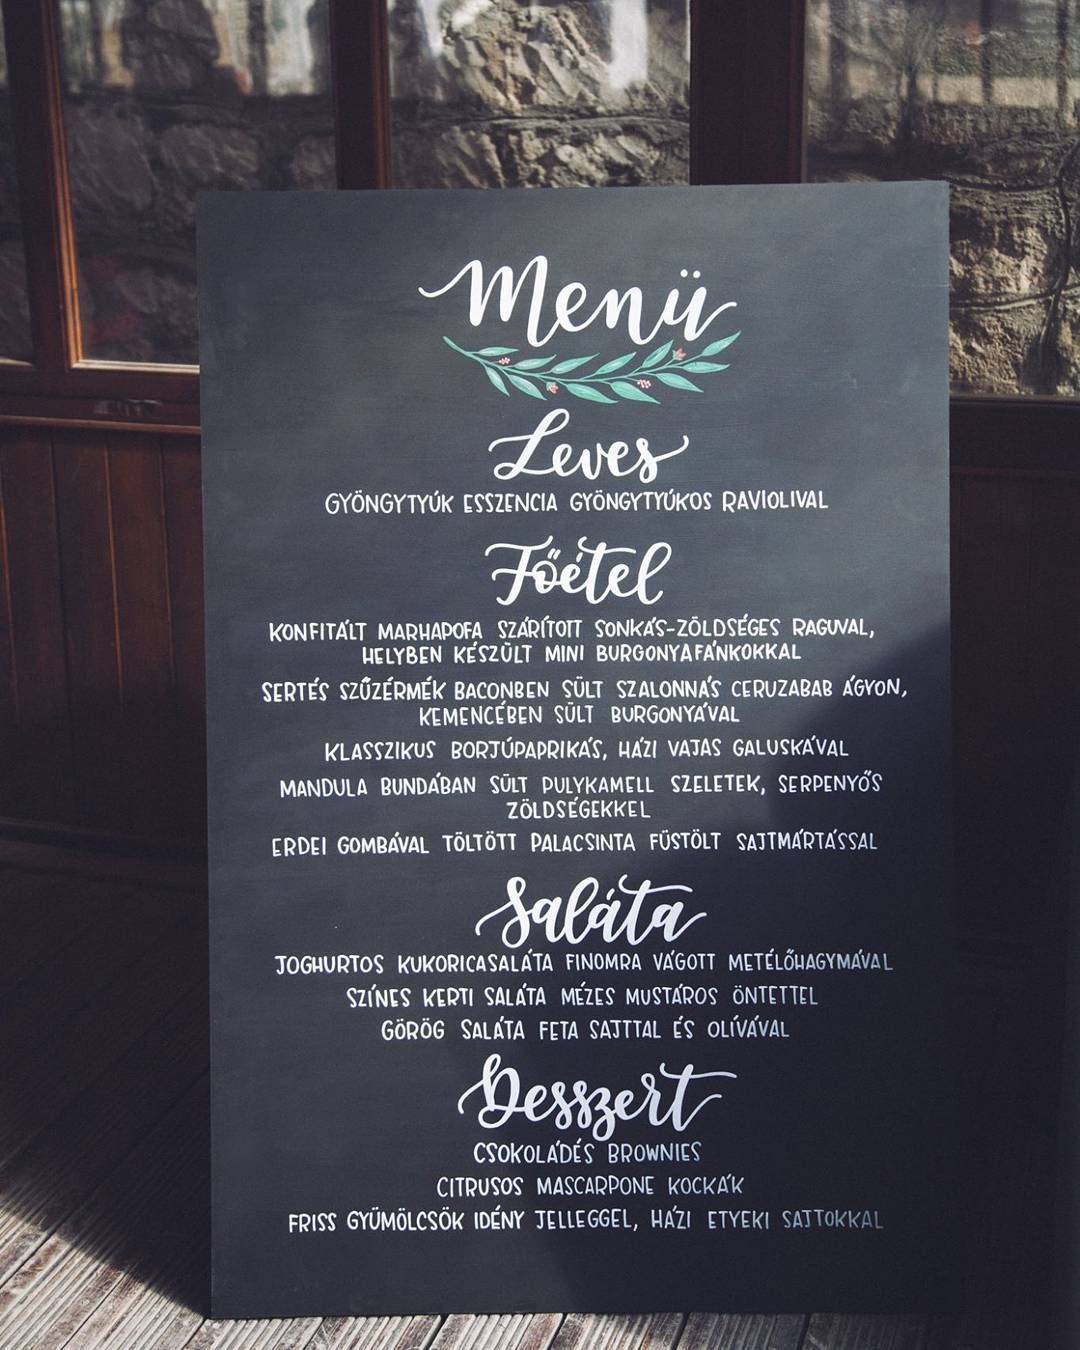 Menü
Leves
GYÖNGYTYÚK ESSZENCIA GYÖNGYTYÚKOS RAVIOLIVAL
Főétel
KONFITÁLT MARHAPOFA SZÁRÍTOTT SONKÁS-ZÖLDSÉGES RAGUVAL,
HELYBEN KÉSZÜLT MINI BURGONYAFÁNKOKKAL
SERTÉS SZŰZÉRMÉK BACONBEN SÜLT SZALONNÁS CERUZABAB ÁGYON,
KEMENCÉBEN SÜLT BURGONYÁVAL
KLASSZIKUS BORJÚPAPRIKÁS, HÁZI VAJAS GALUSKÁVAL
MANDULA BUNDÁBAN SÜLT PULYKAMELL SZELETEK, SERPENYŐS
ZÖLDSÉGEKKEL
ERDEI GOMBÁVAL TÖLTÖTT PALACSINTA FÜSTÖLT SAJTMÁRTÁSSAL
Saláta
JOGHURTOS KUKORICASALÁTA FINOMRA VÁGOTT METÉLŐHAGYMÁVAL
SZÍNES KERTI SALÁTA MÉZES MUSTÁROS ÖNTETTEL
GÖRÖG SALÁTA FETA SAJTTAL ÉS OLÍVÁVAL
Desszert
CSOKOLÁDÉS BROWNIES
CITRUSOS MASCARPONE KOCKÁK
FRISS GYÜMÖLCSÖK IDÉNY JELLEGGEL, HÁZI ETYEKI SAJTOKKAL